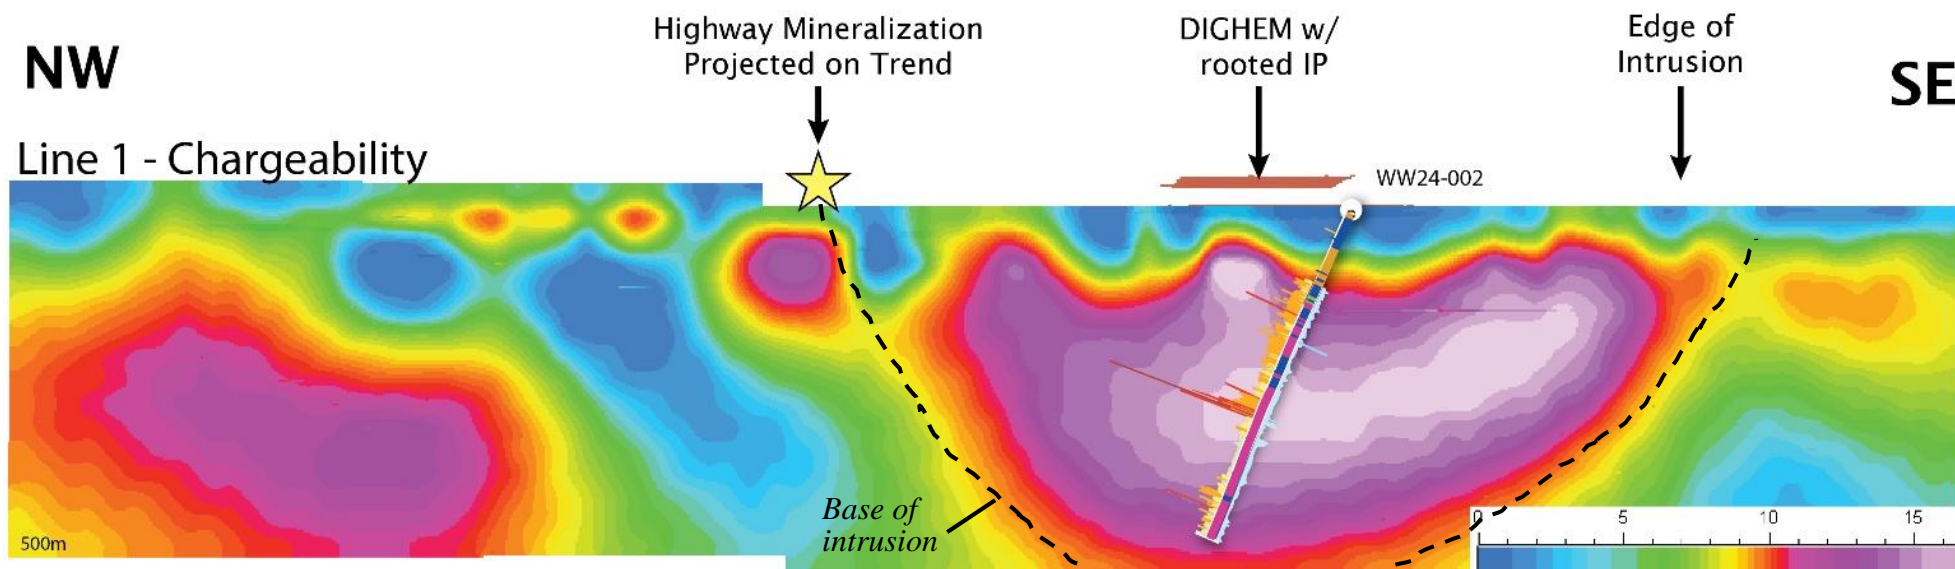 NW
Highway Mineralization
Projected on Trend
DIGHEM w/
rooted IP
Edge of
Intrusion
SE
Line 1 - Chargeability
WW24-002
Base of
intrusion
500m
0 5 10 15